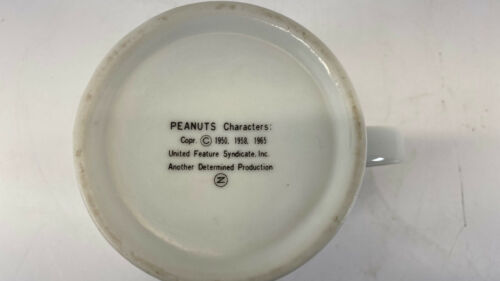 PEANUTS Characters:
Copr. © 1950, 1958, 1965
United Feature Syndicate, Inc.
Another Determined Production
Z